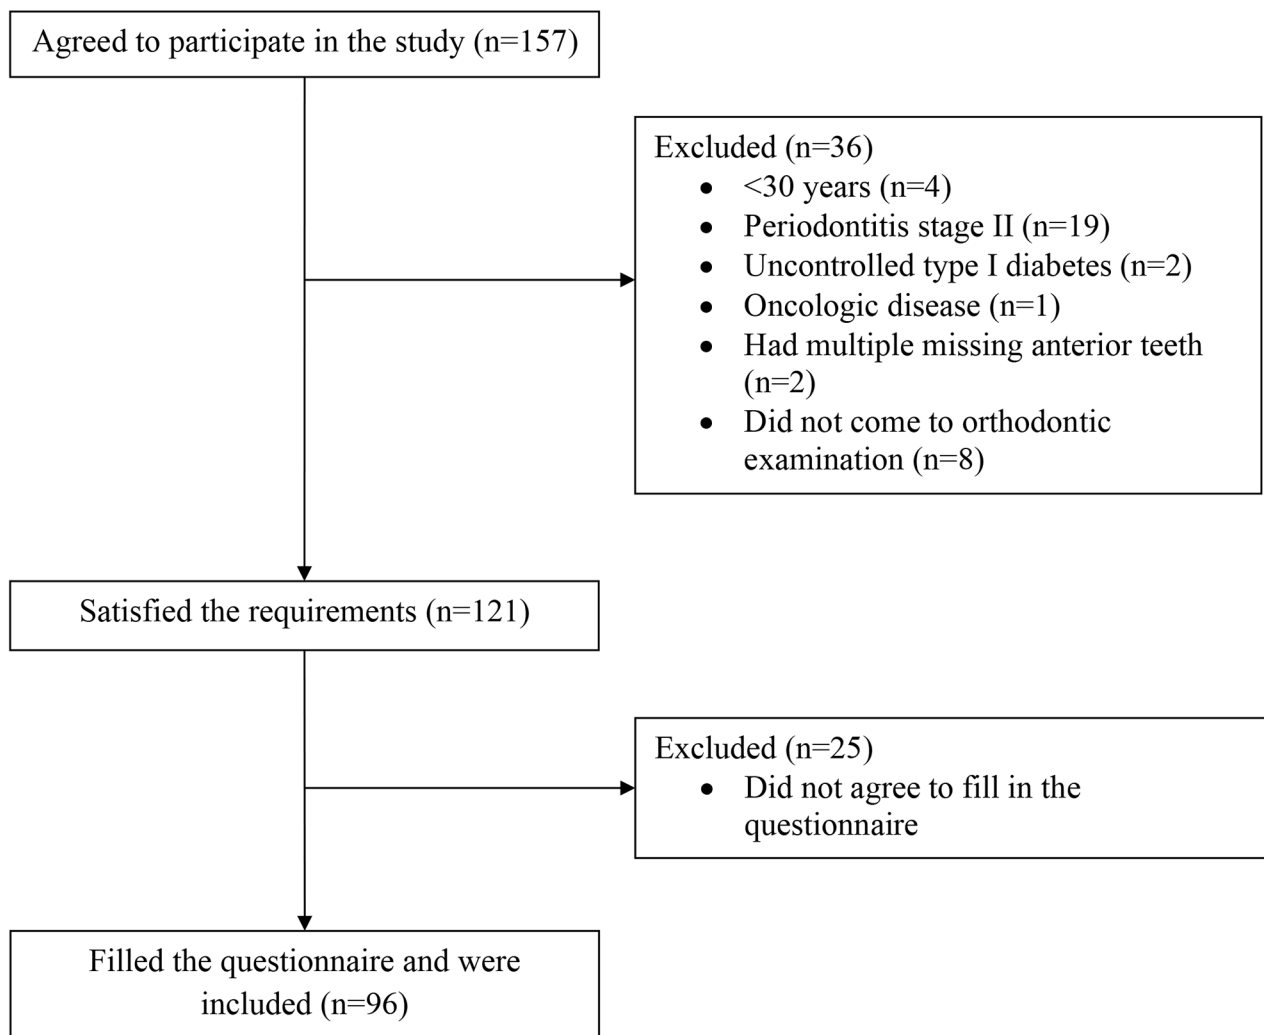 Agreed to participate in the study (n=157)
Excluded (n=36)
• <30 years (n=4)
• Periodontitis stage II (n=19)
• Uncontrolled type I diabetes (n=2)
• Oncologic disease (n=1)
• Had multiple missing anterior teeth
(n=2)
• Did not come to orthodontic
examination (n=8)
Satisfied the requirements (n=121)
Excluded (n=25)
• Did not agree to fill in the
questionnaire
Filled the questionnaire and were
included (n=96)